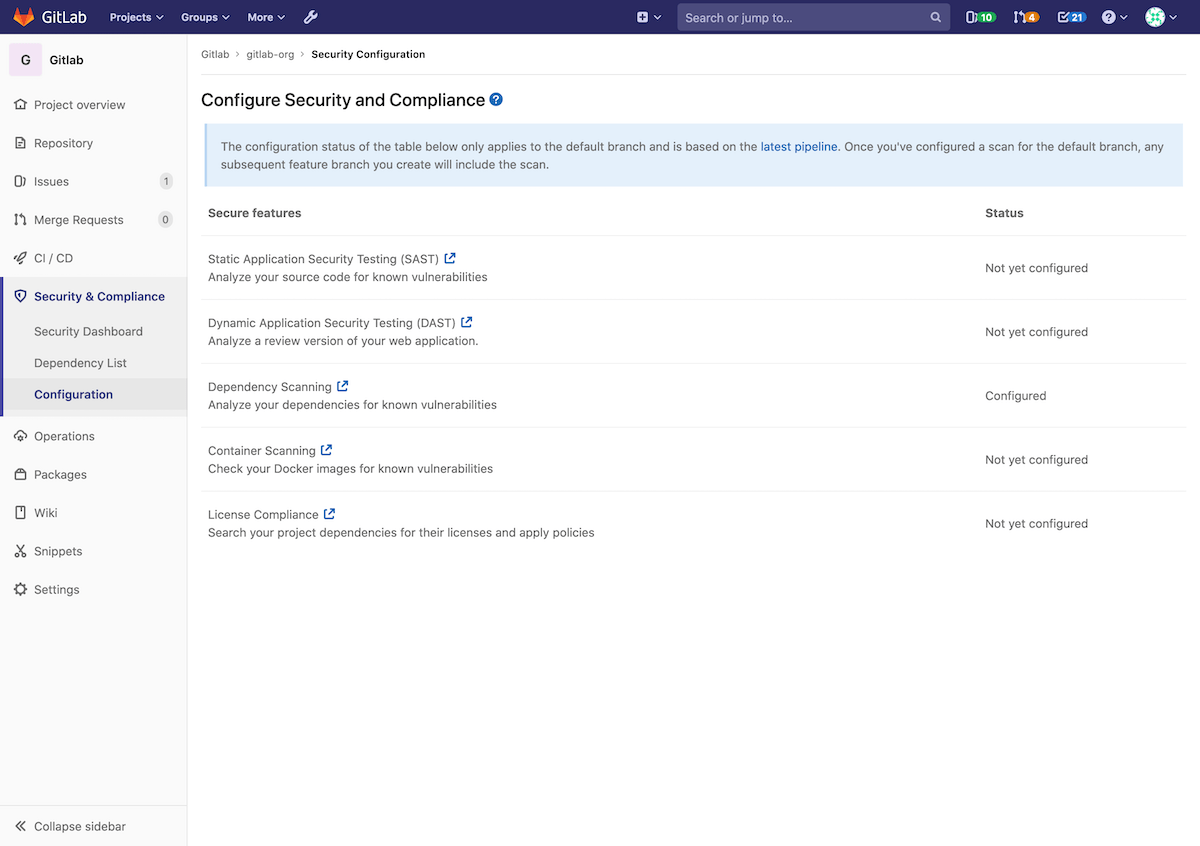 GitLab Projects Groups More Search or jump to... 10 4 21
G Gitlab
Project overview
Repository
Issues 1
Merge Requests 0
CI / CD
Security & Compliance
Security Dashboard
Dependency List
Configuration
Operations
Packages
Wiki
Snippets
Settings
Collapse sidebar
Gitlab > gitlab-org > Security Configuration
Configure Security and Compliance ?
The configuration status of the table below only applies to the default branch and is based on the latest pipeline. Once you've configured a scan for the default branch, any
subsequent feature branch you create will include the scan.
Secure features Status
Static Application Security Testing (SAST)
Analyze your source code for known vulnerabilities
Not yet configured
Dynamic Application Security Testing (DAST)
Analyze a review version of your web application.
Not yet configured
Dependency Scanning
Analyze your dependencies for known vulnerabilities
Configured
Container Scanning
Check your Docker images for known vulnerabilities
Not yet configured
License Compliance
Search your project dependencies for their licenses and apply policies
Not yet configured